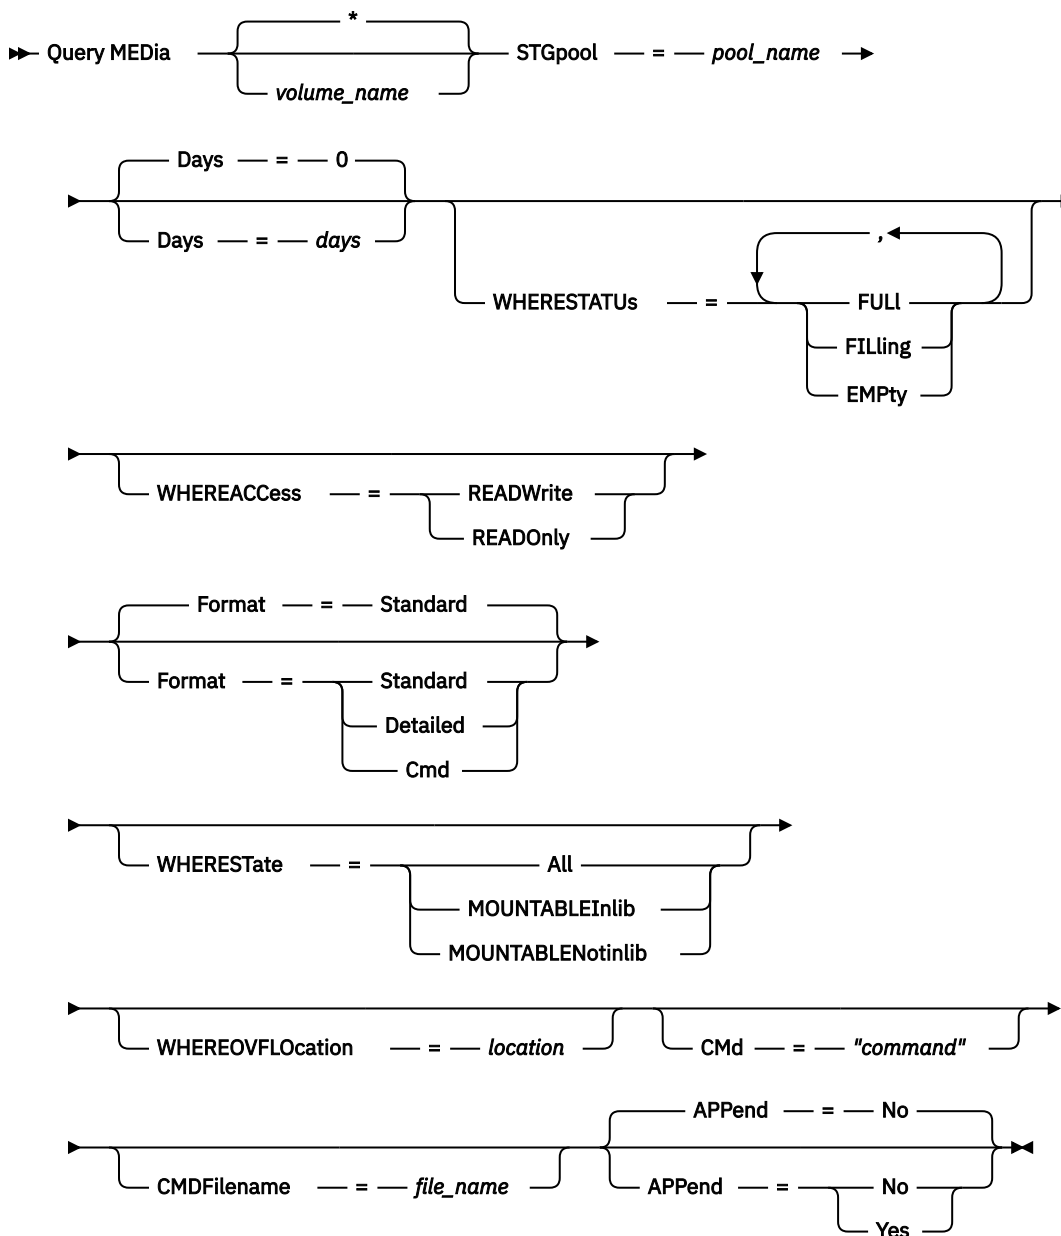 *
Query MEDia STGpool = pool_name
volume_name
Days = 0
Days = days
,
WHERESTATUs = FULl
FILling
EMPty
WHEREACCess = READWrite
READOnly
Format = Standard
Format = Standard
Detailed
Cmd
WHERESTate = All
MOUNTABLEInlib
MOUNTABLENotinlib
WHEREOVFLOcation = location CMd = "command"
APPend = No
CMDFilename = file_name APPend = No
Yes